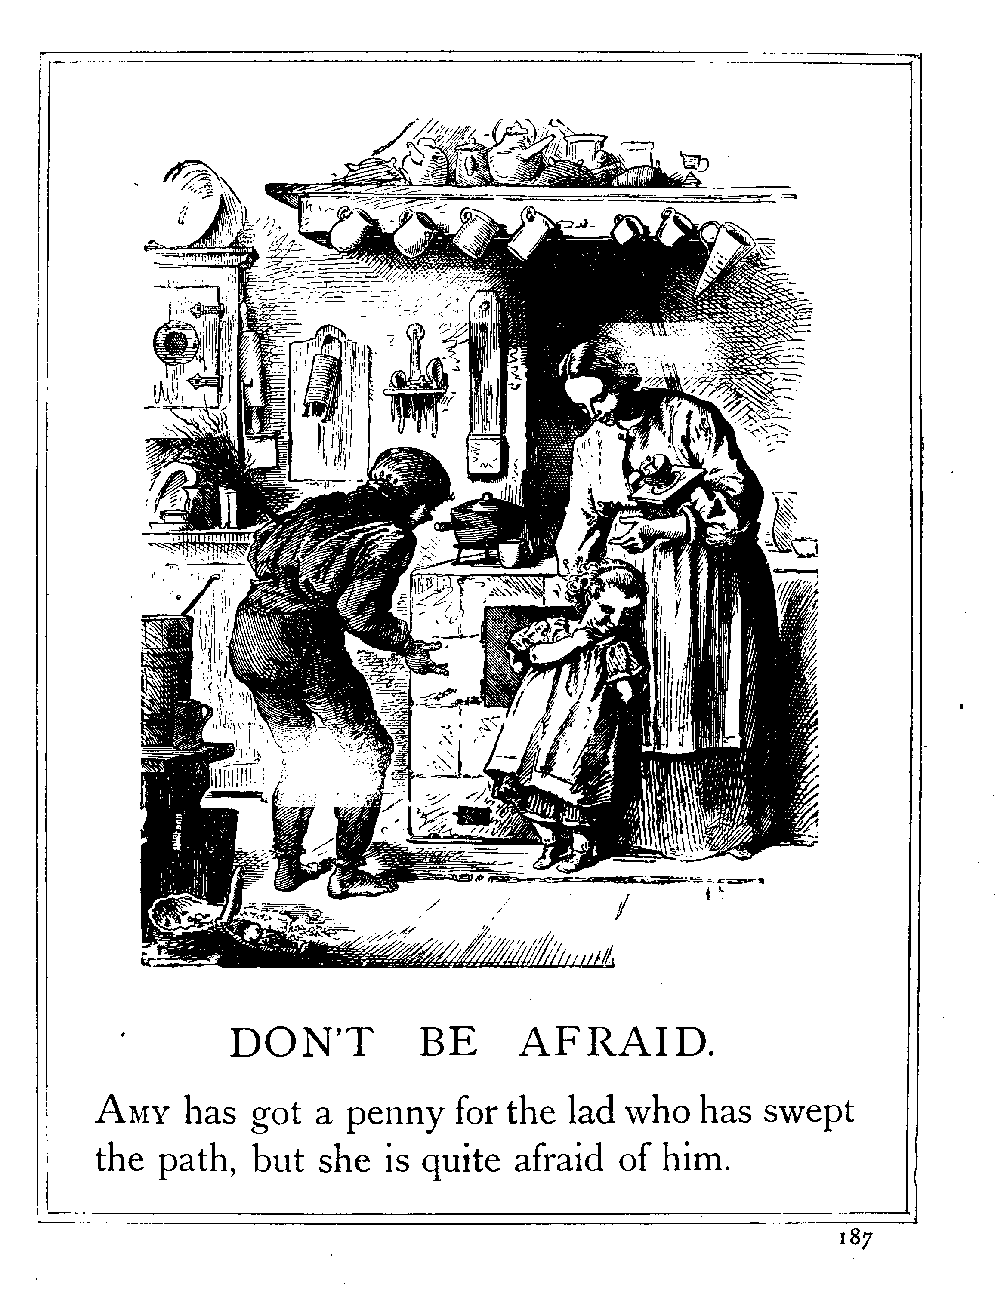 DON'T BE AFRAID.
AMY has got a penny for the lad who has swept
the path, but she is quite afraid of him.
187